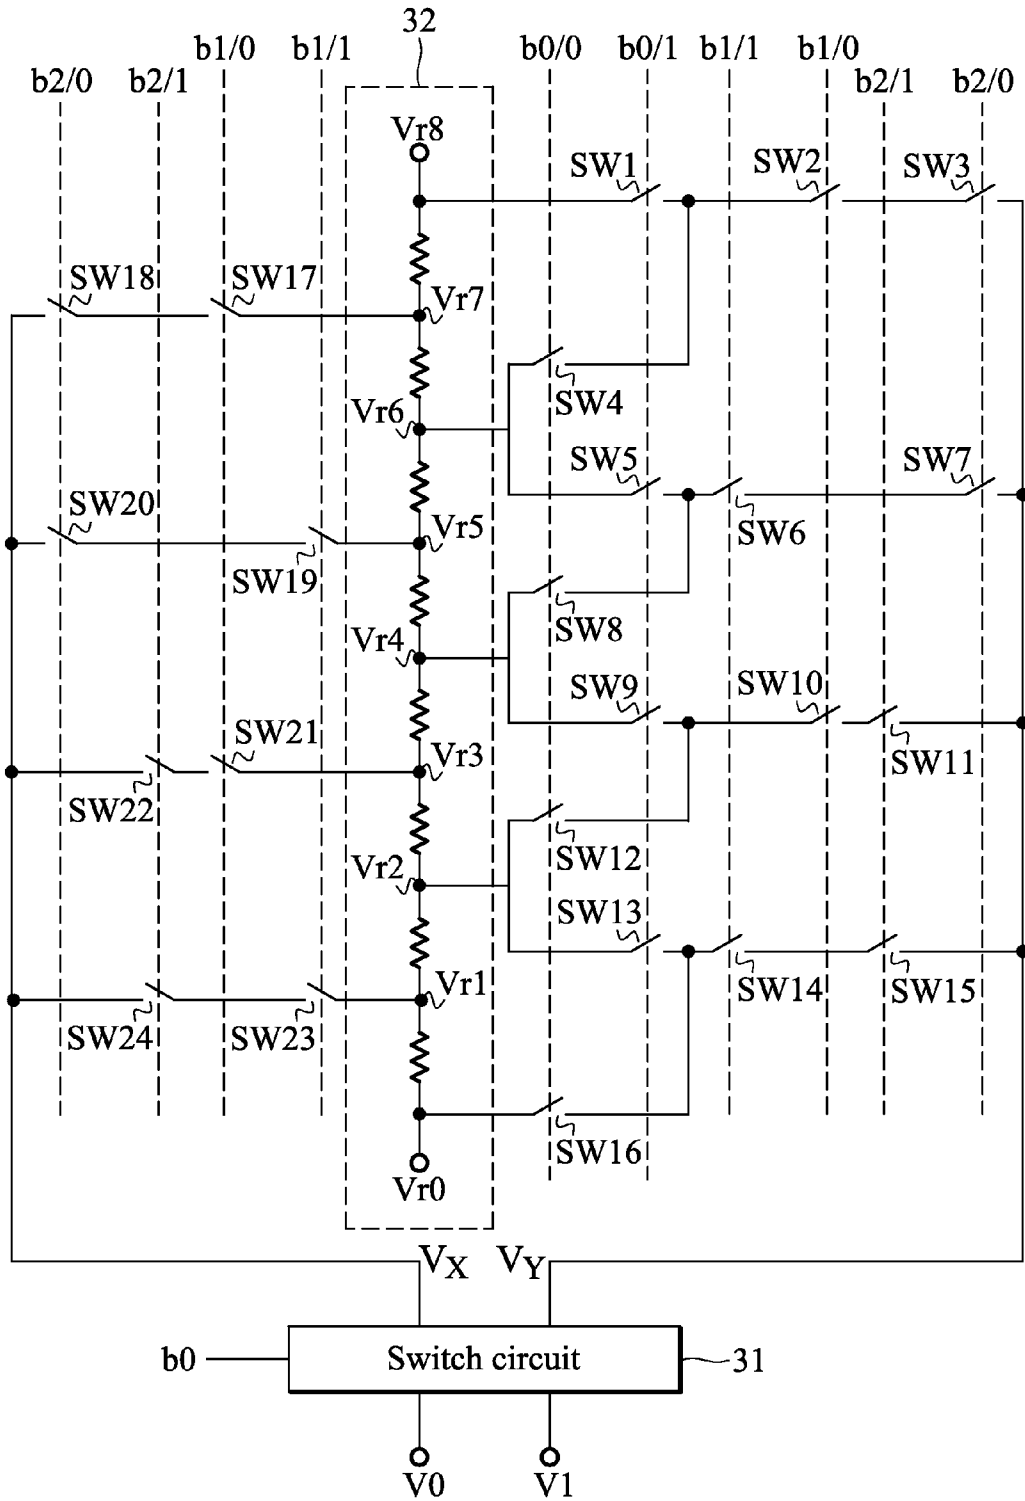 32
b1/0 b1/1 b0/0 b0/1 b1/1 b1/0
b2/0 b2/1 b2/1 b2/0
Vr8
SW1 SW2 SW3
SW18 SW17 Vr7
SW4
Vr6
SW5 SW7
SW20 Vr5 SW6
SW19
SW8
Vr4
SW9 SW10
SW21 Vr3 SW11
SW22
SW12
Vr2
SW13
Vr1 SW14 SW15
SW24 SW23
SW16
Vr0
VX VY
b0 Switch circuit 31
V0 V1